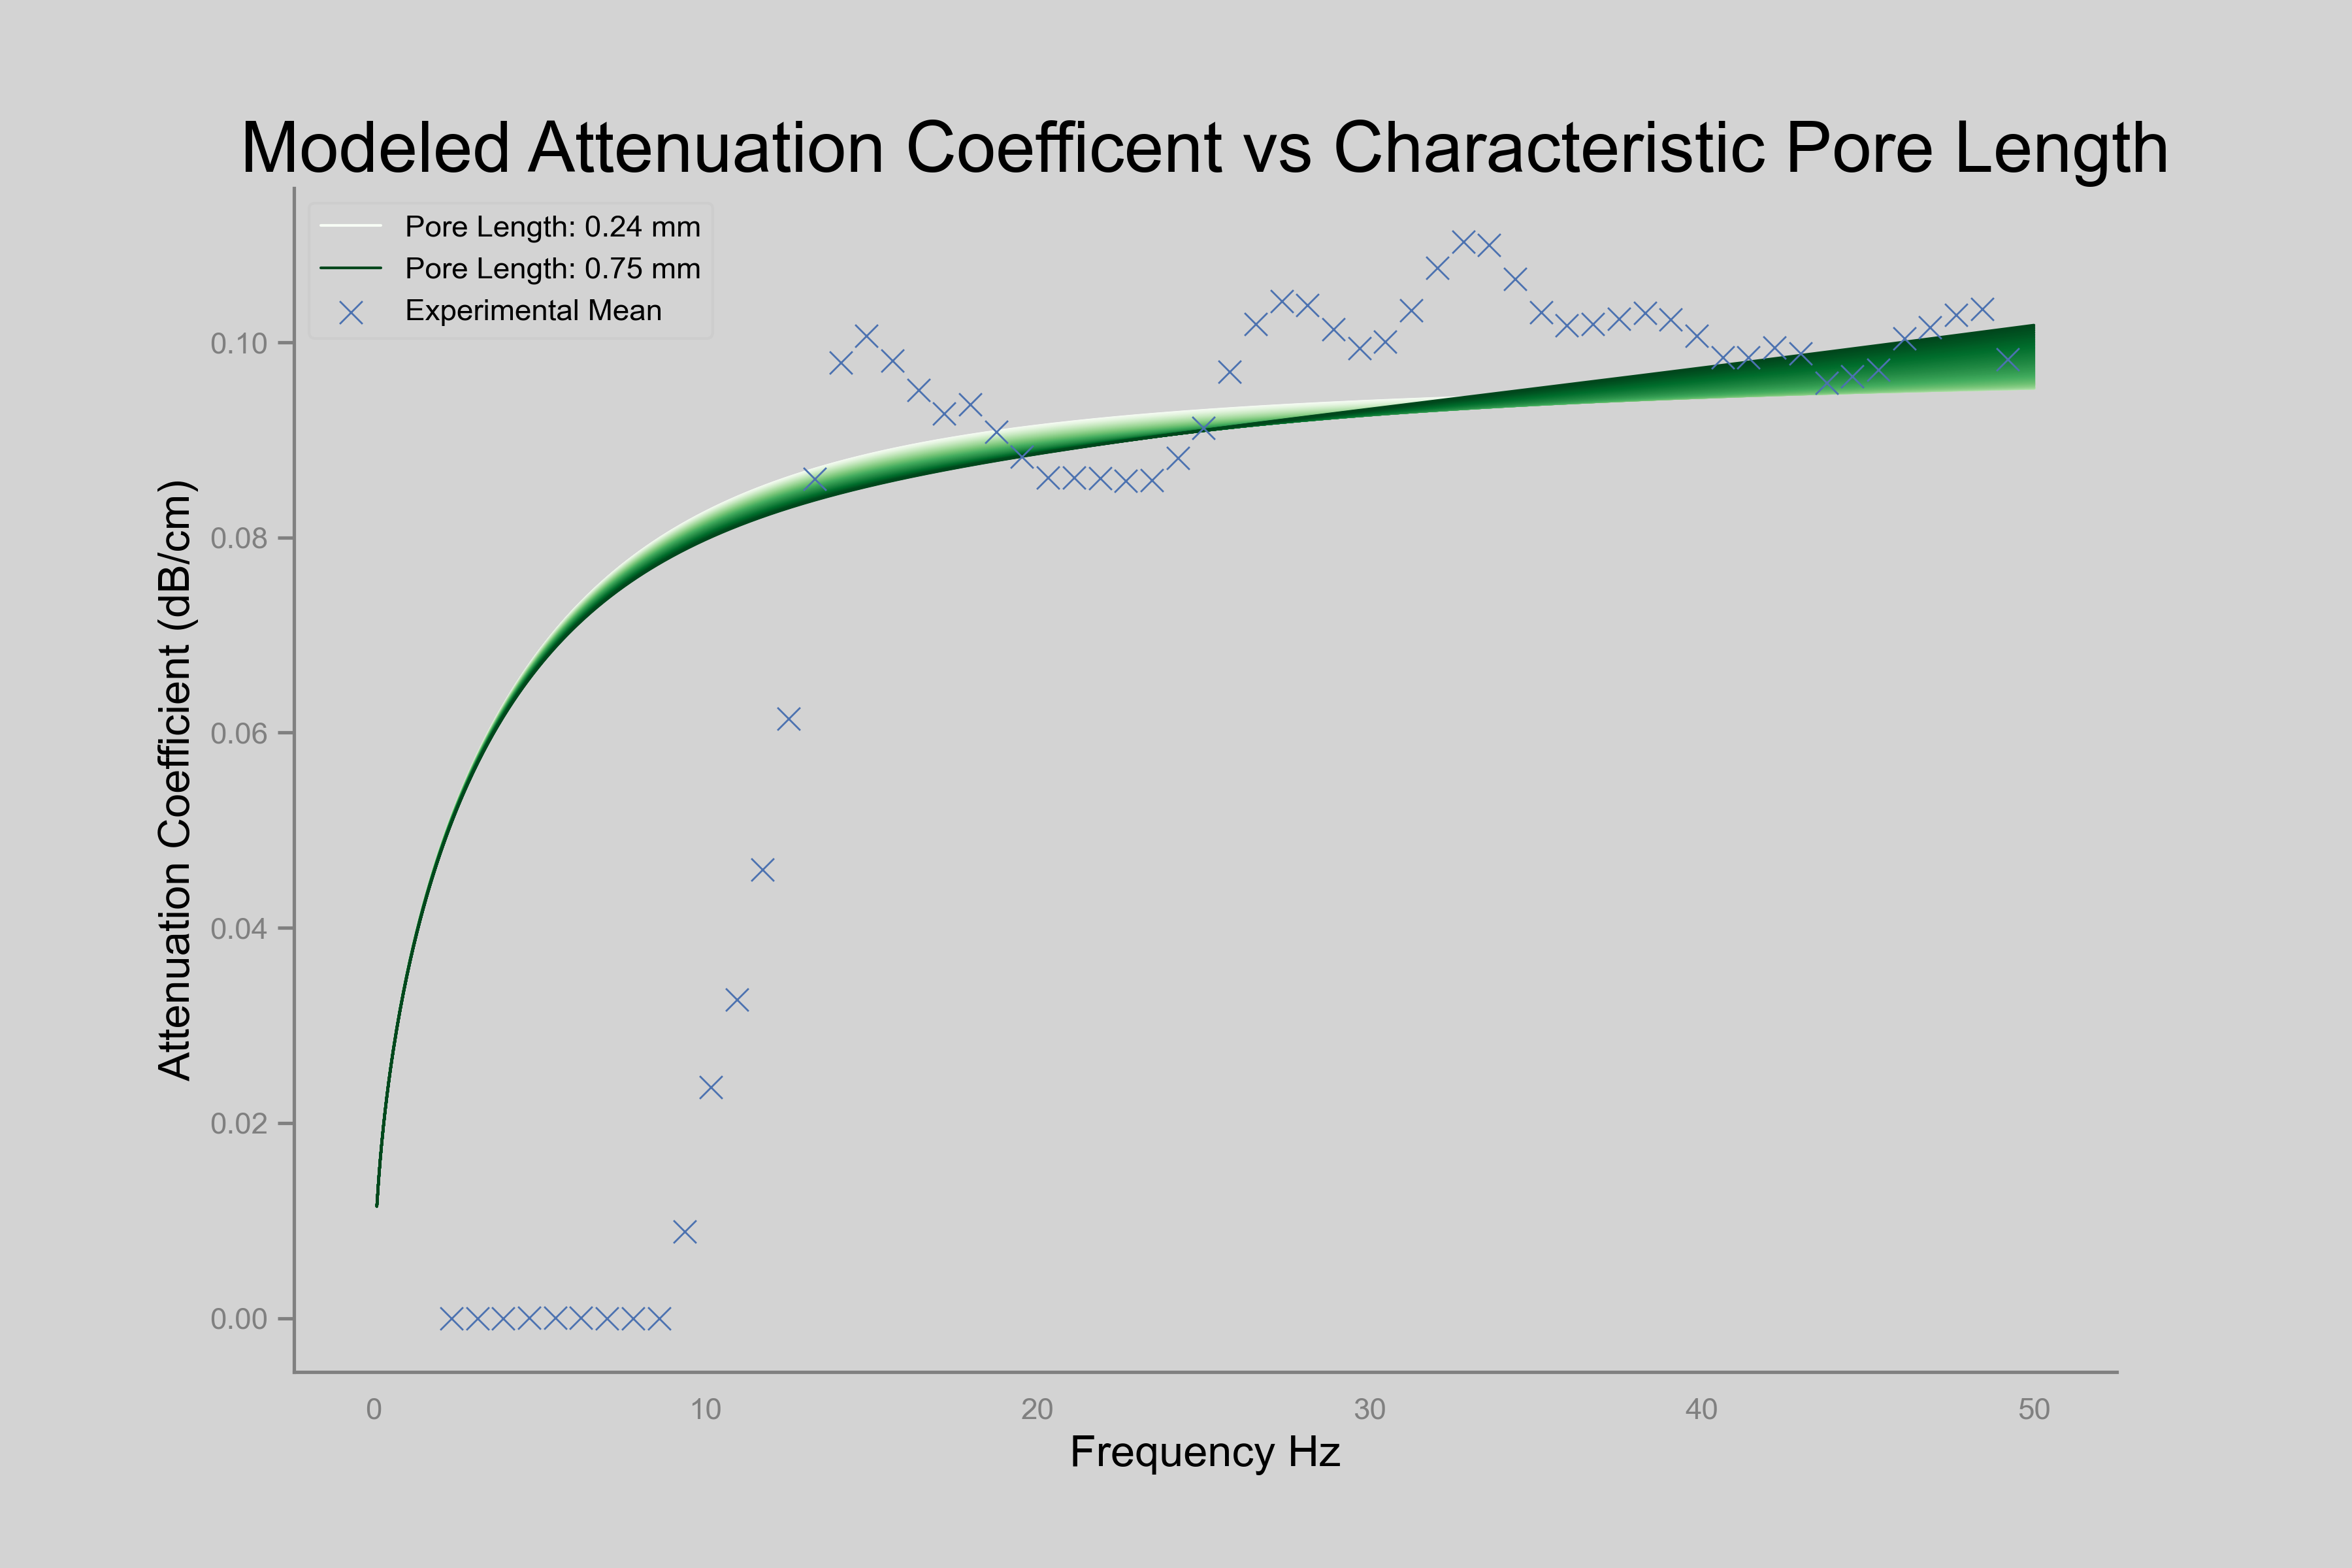 Modeled Attenuation Coefficent vs Characteristic Pore Length
Pore Length: 0.24 mm
Pore Length: 0.75 mm
Experimental Mean
Attenuation Coefficient (dB/cm)
0.10
0.08
0.06
0.04
0.02
0.00
0 10 20 30 40 50
Frequency Hz